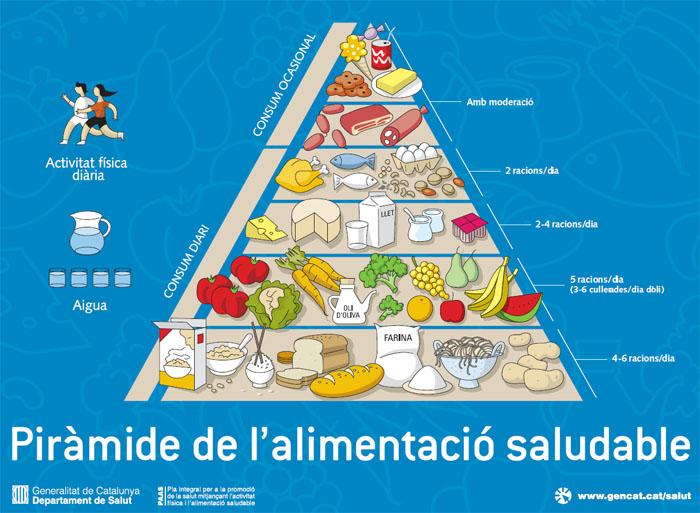 CONSUM OCASIONAL
Amb moderació
Activitat física
diària
2 racions/dia
LLET
2-4 racions/dia
CONSUM DIARI
Aigua
OLI
D'OLIVA
5 racions/dia
(3-6 cullerades/dia d'oli)
FARINA
4-6 racions/dia
Piràmide de l'alimentació saludable
Generalitat de Catalunya
Departament de Salut
PAAS
Pla integral per a la promoció
de la salut mitjançant l'activitat
física i l'alimentació saludable
www.gencat.cat/salut